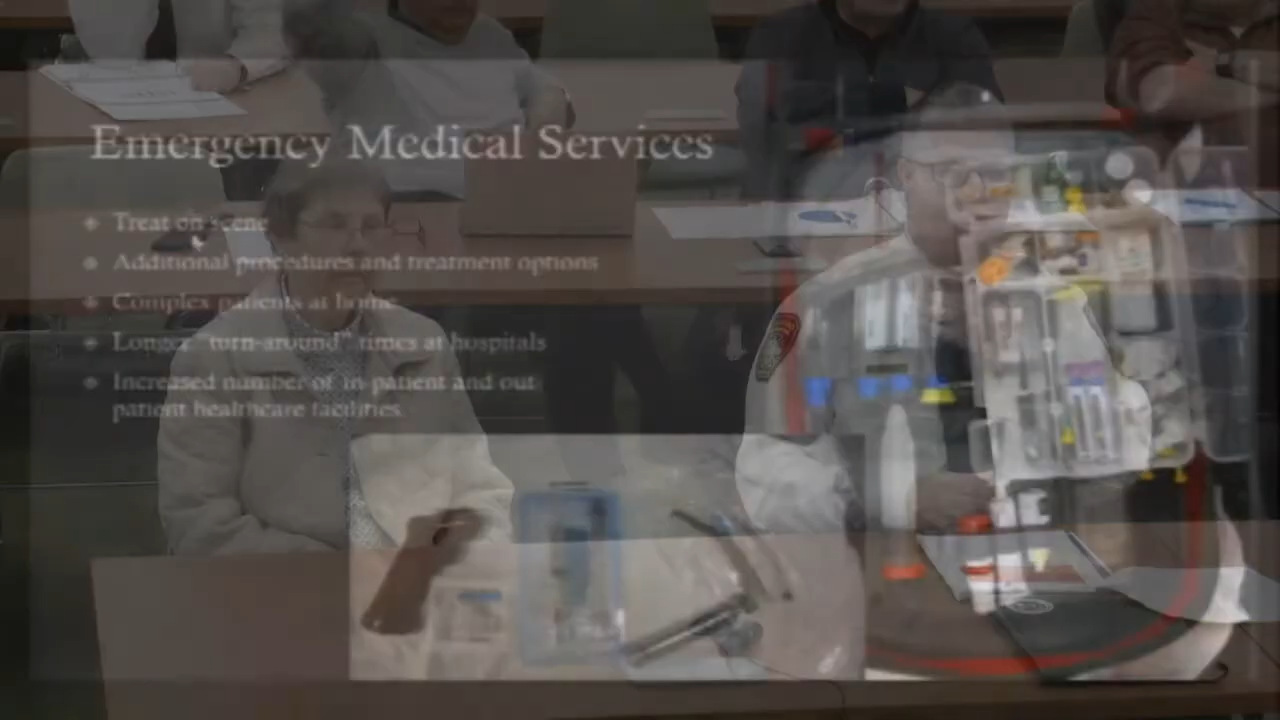 Emergency Medical Services
Treat on scene
Additional procedures and treatment options
Complex patients at home
Longer "turn-around" times at hospitals
Increased number of in-patient and out
patient healthcare facilities.